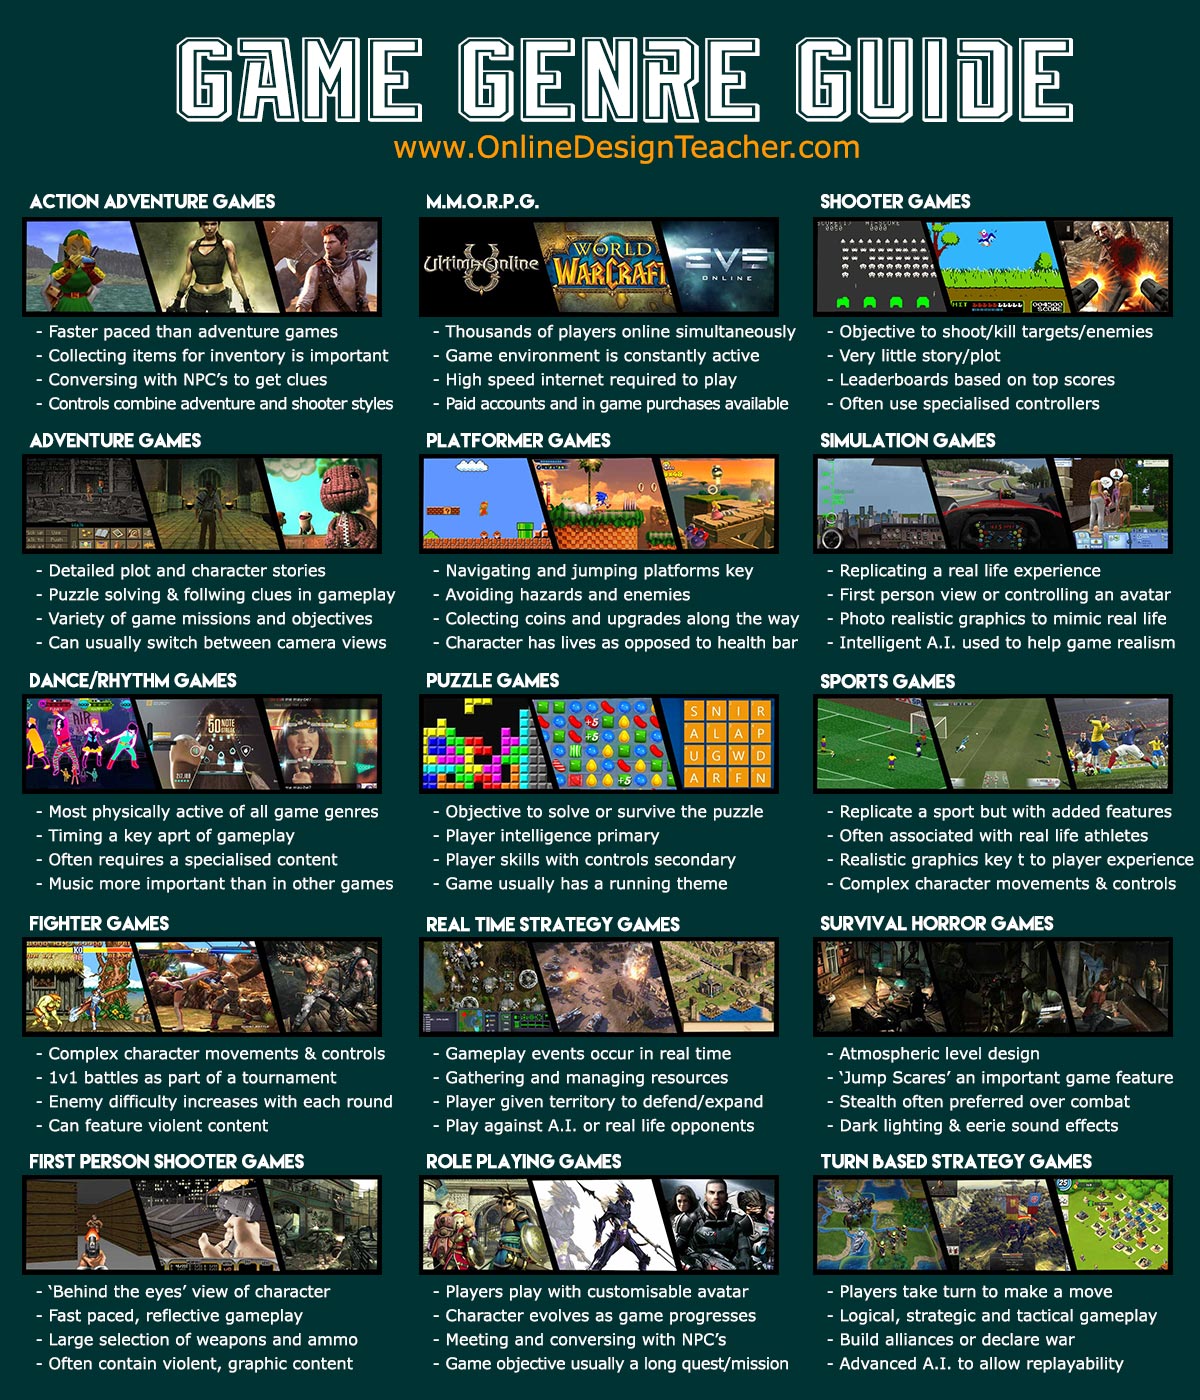 GAME GENRE GUIDE
www.OnlineDesignTeacher.com
ACTION ADVENTURE GAMES
- Faster paced than adventure games
- Collecting items for inventory is important
- Conversing with NPC's to get clues
- Controls combine adventure and shooter styles
M.M.O.R.P.G.
Ultima Online
WORLD
WARCRAFT
EVE
ONLINE
- Thousands of players online simultaneously
- Game environment is constantly active
- High speed internet required to play
- Paid accounts and in game purchases available
SHOOTER GAMES
HIT
004500
SCORE
- Objective to shoot/kill targets/enemies
- Very little story/plot
- Leaderboards based on top scores
- Often use specialised controllers
ADVENTURE GAMES
- Detailed plot and character stories
- Puzzle solving & follwing clues in gameplay
- Variety of game missions and objectives
- Can usually switch between camera views
PLATFORMER GAMES
- Navigating and jumping platforms key
- Avoiding hazards and enemies
- Colecting coins and upgrades along the way
- Character has lives as opposed to health bar
SIMULATION GAMES
- Replicating a real life experience
- First person view or controlling an avatar
- Photo realistic graphics to mimic real life
- Intelligent A.I. used to help game realism
DANCE/RHYTHM GAMES
50 NOTE
STREAK
- Most physically active of all game genres
- Timing a key aprt of gameplay
- Often requires a specialised content
- Music more important than in other games
PUZZLE GAMES
+5
+5
+5
S N I R
A L A P
U G W D
A R F N
- Objective to solve or survive the puzzle
- Player intelligence primary
- Player skills with controls secondary
- Game usually has a running theme
SPORTS GAMES
- Replicate a sport but with added features
- Often associated with real life athletes
- Realistic graphics key t to player experience
- Complex character movements & controls
FIGHTER GAMES
KO
- Complex character movements & controls
- 1v1 battles as part of a tournament
- Enemy difficulty increases with each round
- Can feature violent content
REAL TIME STRATEGY GAMES
- Gameplay events occur in real time
- Gathering and managing resources
- Player given territory to defend/expand
- Play against A.I. or real life opponents
SURVIVAL HORROR GAMES
- Atmospheric level design
- 'Jump Scares' an important game feature
- Stealth often preferred over combat
- Dark lighting & eerie sound effects
FIRST PERSON SHOOTER GAMES
- 'Behind the eyes' view of character
- Fast paced, reflective gameplay
- Large selection of weapons and ammo
- Often contain violent, graphic content
ROLE PLAYING GAMES
- Players play with customisable avatar
- Character evolves as game progresses
- Meeting and conversing with NPC's
- Game objective usually a long quest/mission
TURN BASED STRATEGY GAMES
25
- Players take turn to make a move
- Logical, strategic and tactical gameplay
- Build alliances or declare war
- Advanced A.I. to allow replayability